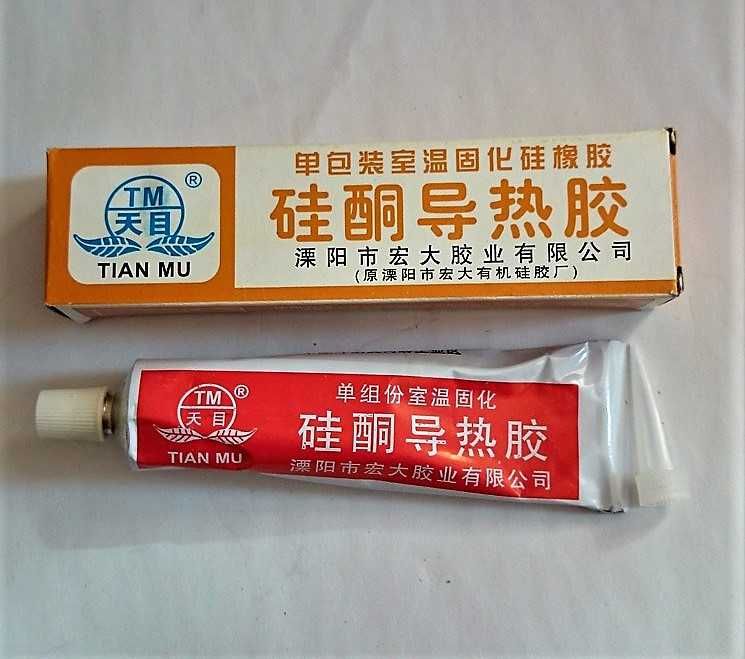 TM
®
天目
TIAN MU
单包装室温固化硅橡胶
硅酮导热胶
溧阳市宏大胶业有限公司
(原溧阳市宏大有机硅胶厂)
TM
®
天目
TIAN MU
单组份室温固化
硅酮导热胶
溧阳市宏大胶业有限公司